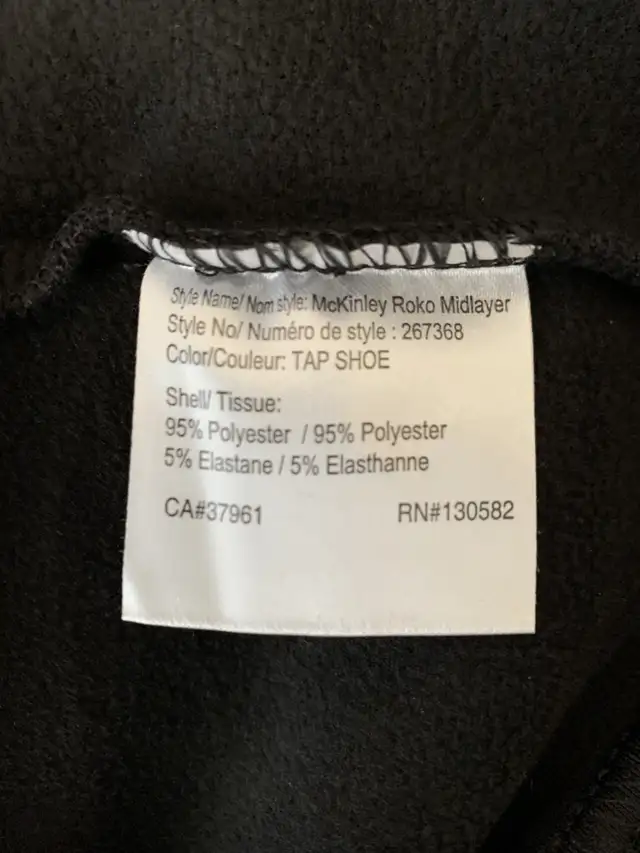 Style Name/ Nom style: McKinley Roko Midlayer
Style No/ Numéro de style : 267368
Color/Couleur: TAP SHOE
Shell/ Tissue:
95% Polyester / 95% Polyester
5% Elastane / 5% Elasthanne
CA#37961 RN#130582